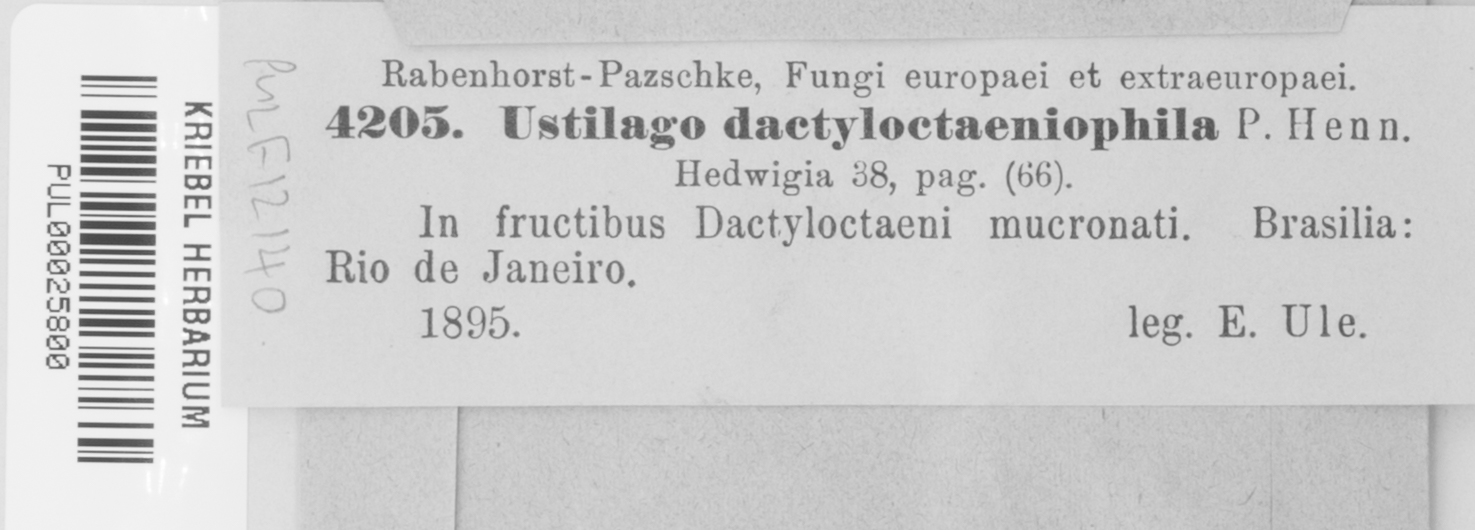 KRIEBEL HERBARIUM
PUL00025800
PUL F12140
Rabenhorst-Pazschke, Fungi europaei et extraeuropaei.
4205. Ustilago dactyloctaeniophila P. Henn.
Hedwigia 38, pag. (66).
In fructibus Dactyloctaeni mucronati. Brasilia:
Rio de Janeiro.
1895. leg. E. Ule.